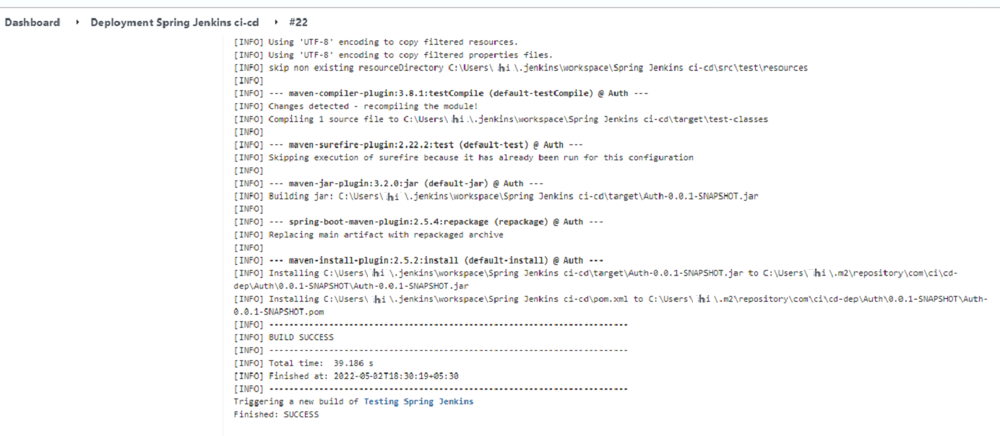 Dashboard ‣ Deployment Spring Jenkins ci-cd ‣ #22
[INFO] Using 'UTF-8' encoding to copy filtered resources.
[INFO] Using 'UTF-8' encoding to copy filtered properties files.
[INFO] skip non existing resourceDirectory C:\Users\ hi \.jenkins\workspace\Spring Jenkins ci-cd\src\test\resources
[INFO]
[INFO] --- maven-compiler-plugin:3.8.1:testCompile (default-testCompile) @ Auth ---
[INFO] Changes detected - recompiling the module!
[INFO] Compiling 1 source file to C:\Users\ hi \.jenkins\workspace\Spring Jenkins ci-cd\target\test-classes
[INFO]
[INFO] --- maven-surefire-plugin:2.22.2:test (default-test) @ Auth ---
[INFO] Skipping execution of surefire because it has already been run for this configuration
[INFO]
[INFO] --- maven-jar-plugin:3.2.0:jar (default-jar) @ Auth ---
[INFO] Building jar: C:\Users\ hi \.jenkins\workspace\Spring Jenkins ci-cd\target\Auth-0.0.1-SNAPSHOT.jar
[INFO]
[INFO] --- spring-boot-maven-plugin:2.5.4:repackage (repackage) @ Auth ---
[INFO] Replacing main artifact with repackaged archive
[INFO]
[INFO] --- maven-install-plugin:2.5.2:install (default-install) @ Auth ---
[INFO] Installing C:\Users\ hi \.jenkins\workspace\Spring Jenkins ci-cd\target\Auth-0.0.1-SNAPSHOT.jar to C:\Users\ hi \.m2\repository\com\ci\cd-
dep\Auth\0.0.1-SNAPSHOT\Auth-0.0.1-SNAPSHOT.jar
[INFO] Installing C:\Users\ hi \.jenkins\workspace\Spring Jenkins ci-cd\pom.xml to C:\Users\ hi \.m2\repository\com\ci\cd-dep\Auth\0.0.1-SNAPSHOT\Auth-
0.0.1-SNAPSHOT.pom
[INFO] ------------------------------------------------------------------------
[INFO] BUILD SUCCESS
[INFO] ------------------------------------------------------------------------
[INFO] Total time:  39.186 s
[INFO] Finished at: 2022-05-02T18:30:19+05:30
[INFO] ------------------------------------------------------------------------
Triggering a new build of Testing Spring Jenkins
Finished: SUCCESS